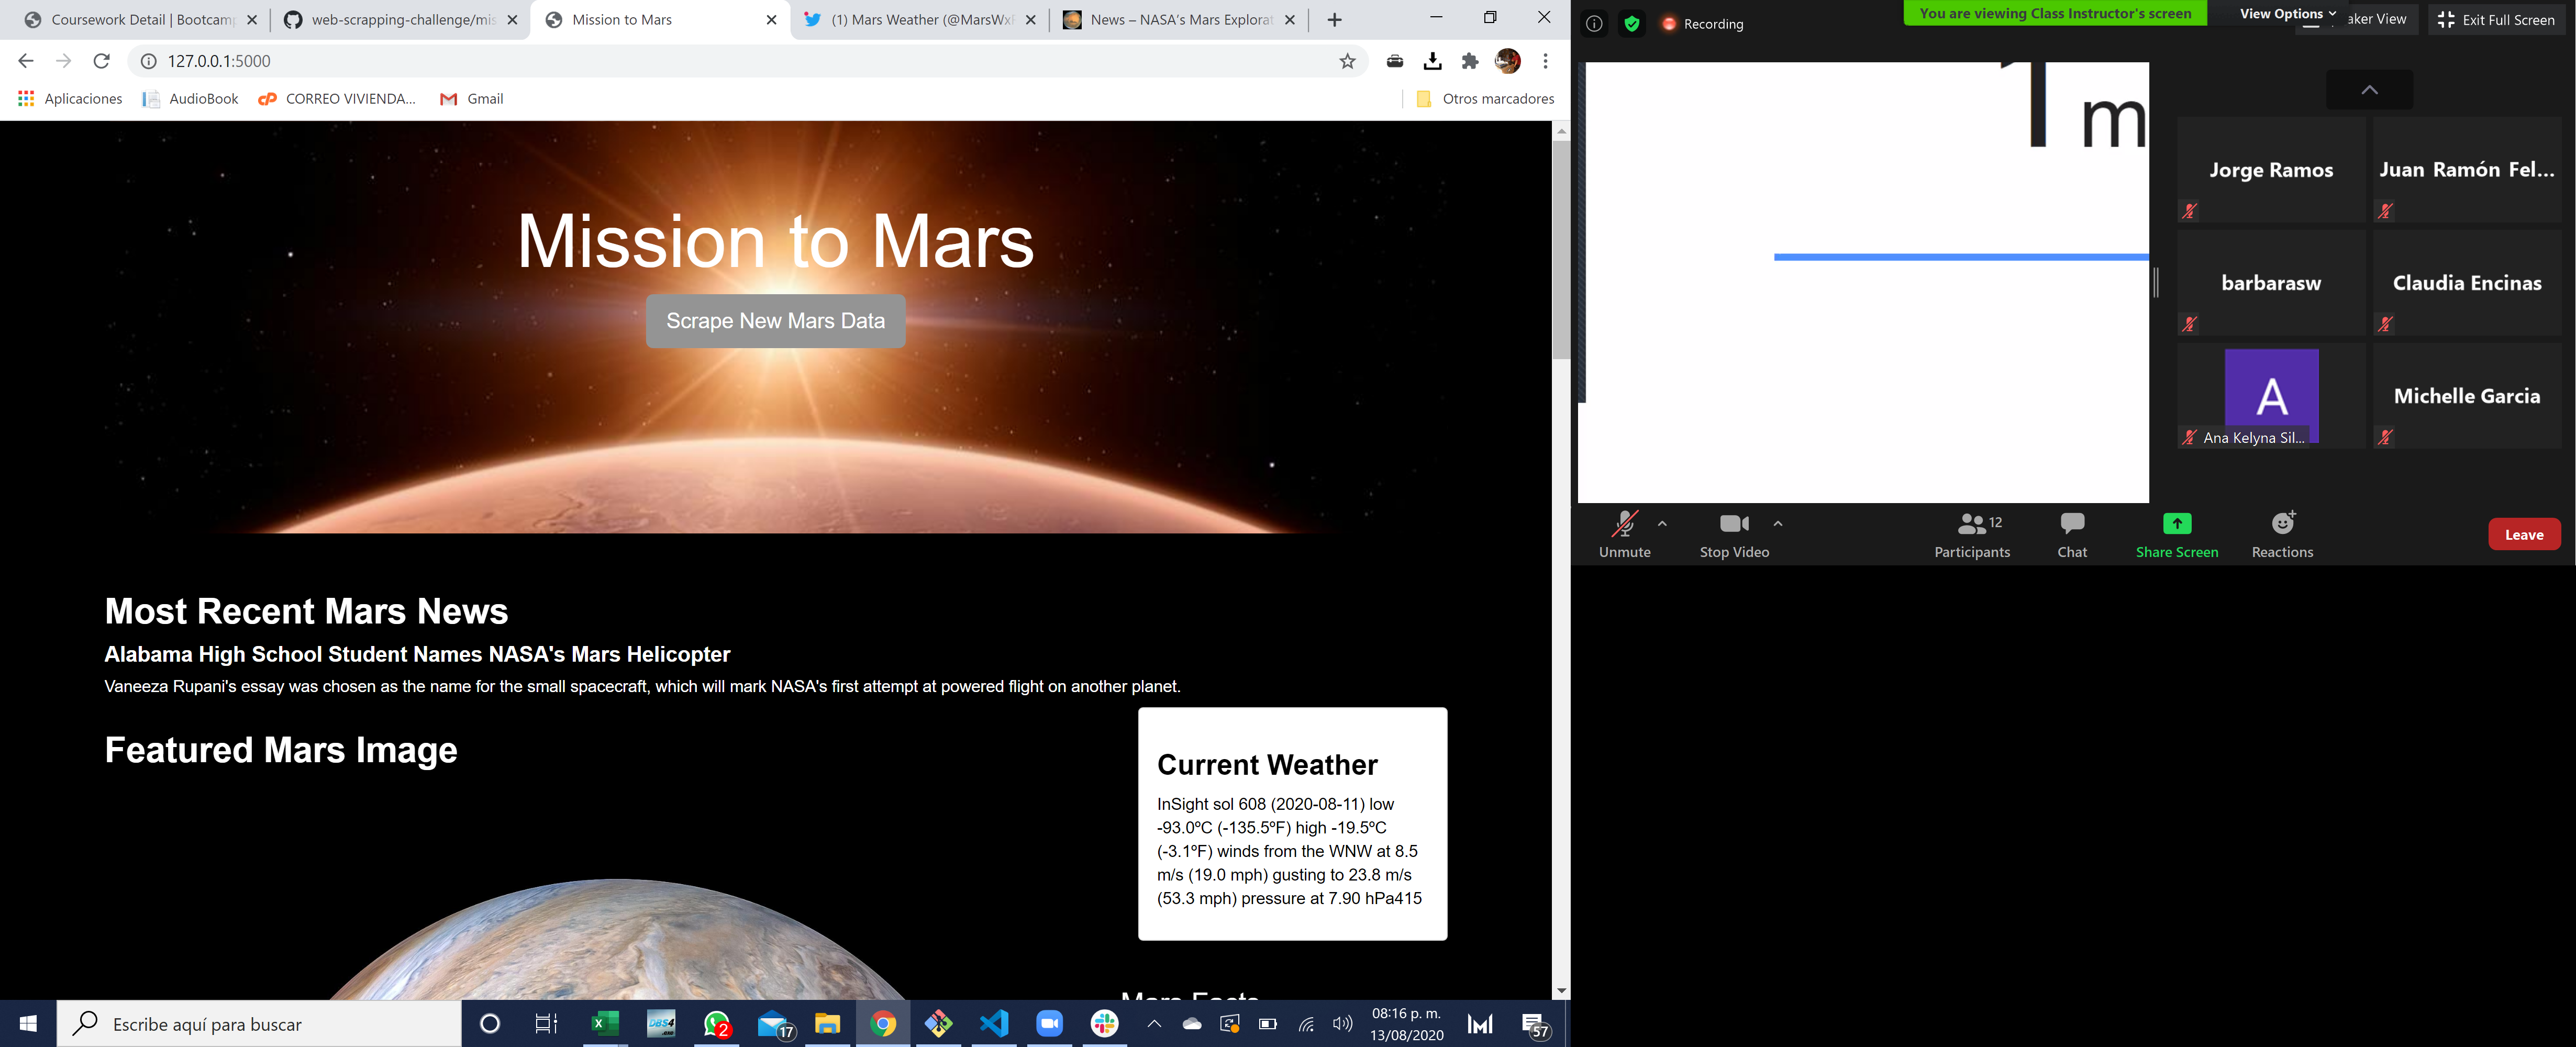 Coursework Detail | Bootcamp
web-scrapping-challenge/mis
Mission to Mars
(1) Mars Weather (@MarsWxR
News – NASA's Mars Explorat
127.0.0.1:5000
Aplicaciones
AudioBook
CORREO VIVIENDA...
Gmail
Otros marcadores
Mission to Mars
Scrape New Mars Data
Most Recent Mars News
Alabama High School Student Names NASA's Mars Helicopter
Vaneeza Rupani's essay was chosen as the name for the small spacecraft, which will mark NASA's first attempt at powered flight on another planet.
Featured Mars Image
Current Weather
InSight sol 608 (2020-08-11) low
-93.0ºC (-135.5ºF) high -19.5ºC
(-3.1ºF) winds from the WNW at 8.5
m/s (19.0 mph) gusting to 23.8 m/s
(53.3 mph) pressure at 7.90 hPa415
Mars Facts
Escribe aquí para buscar
2
17
08:16 p. m.
13/08/2020
57
Recording
You are viewing Class Instructor's screen
View Options
aker View
Exit Full Screen
1 m
Jorge Ramos
Juan Ramón Fel...
barbarasw
Claudia Encinas
A
Ana Kelyna Sil...
Michelle Garcia
Unmute
Stop Video
12
Participants
Chat
Share Screen
Reactions
Leave